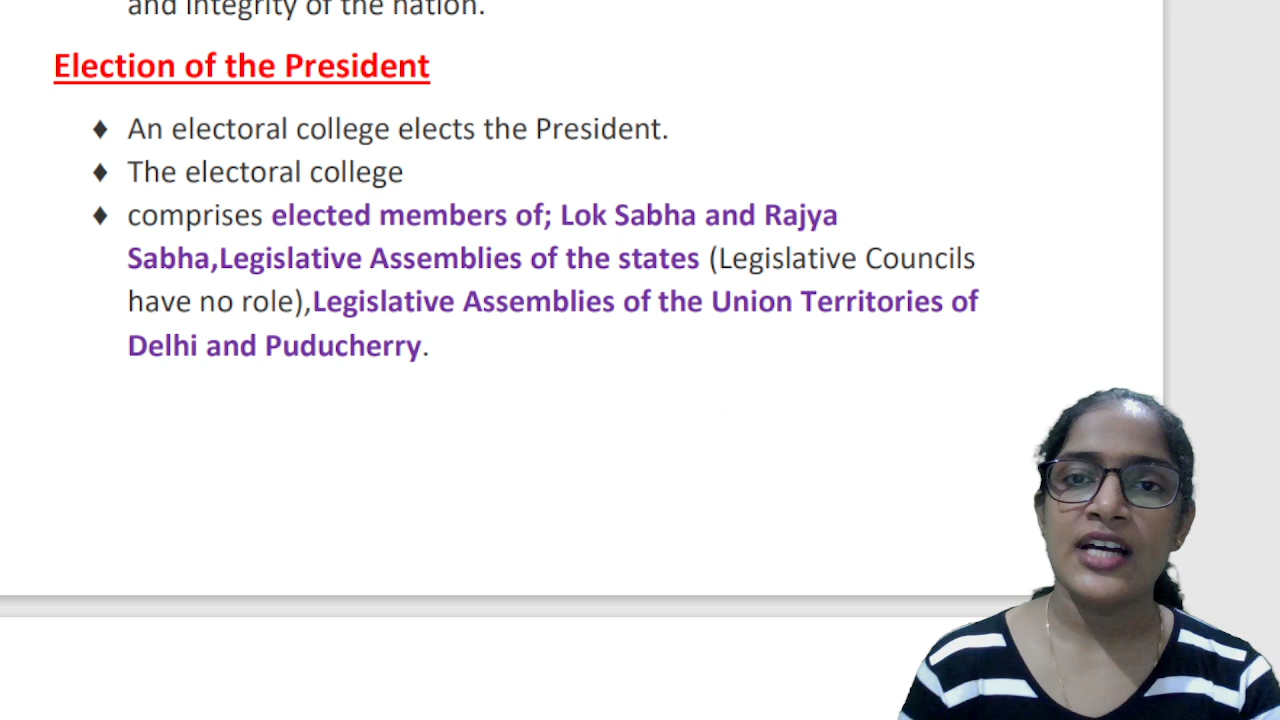 and integrity of the nation.
Election of the President
♦ An electoral college elects the President.
♦ The electoral college
♦ comprises elected members of; Lok Sabha and Rajya
Sabha,Legislative Assemblies of the states (Legislative Councils
have no role),Legislative Assemblies of the Union Territories of
Delhi and Puducherry.